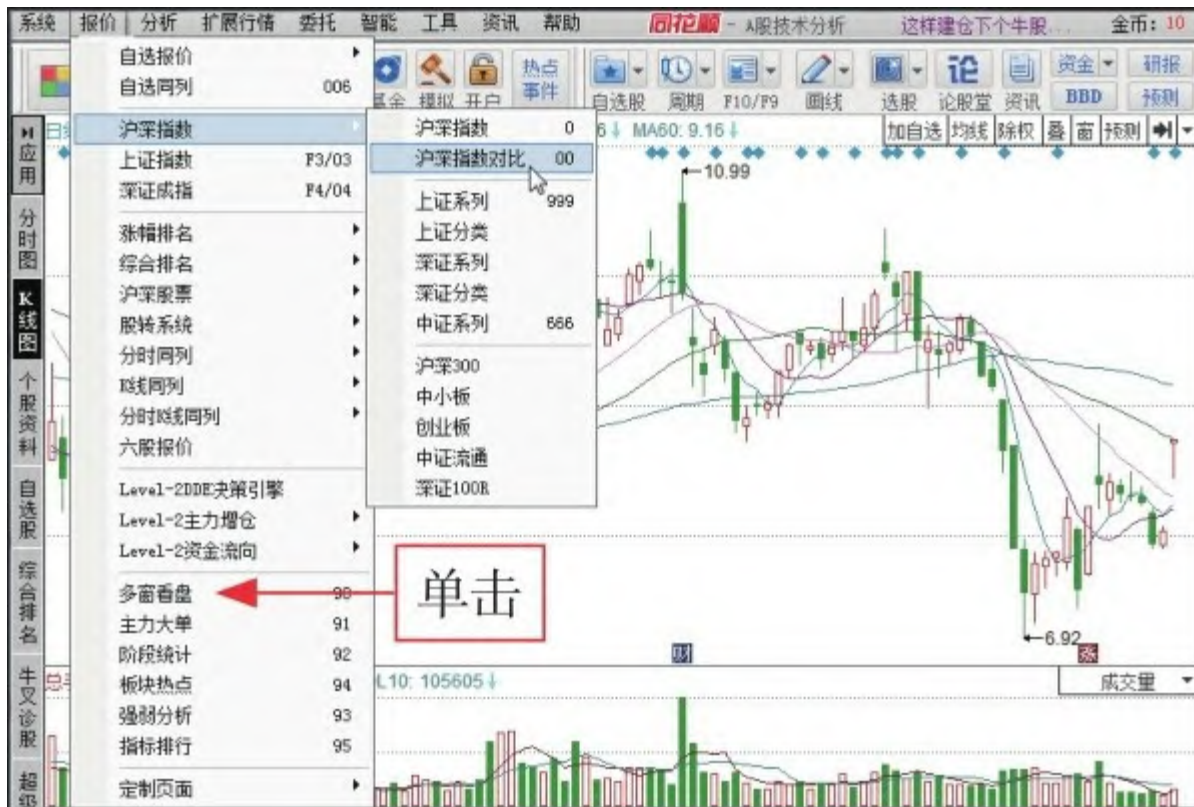 系统 报价 分析 扩展行情 委托 智能 工具 资讯 帮助 同花顺 - A股技术分析 这样建仓下个牛股... 金币: 10
热点 资金 研报
事件 BBD 预测
基金 模拟 开户 自选股 周期 F10/F9 画线 选股 论股堂 资讯
自选报价
自选同列 006
沪深指数
上证指数 F3/03
深证成指 F4/04
涨幅排名
综合排名
沪深股票
股转系统
分时同列
K线同列
分时K线同列
六股报价
Level-2DDE决策引擎
Level-2主力增仓
Level-2资金流向
多窗看盘 90
主力大单 91
阶段统计 92
板块热点 94
强弱分析 93
指标排行 95
定制页面
沪深指数 0
沪深指数对比 00
上证系列 999
上证分类
深证系列
深证分类
中证系列 666
沪深300
中小板
创业板
中证流通
深证100R
单击
应用
分时图
K线图
个股资料
自选股
综合排名
牛叉诊股
超级
6↓ MA60: 9.16↓
加自选 均线 除权 叠 窗 预测
10.99
6.92
财
涨
L10: 105605↓
成交量